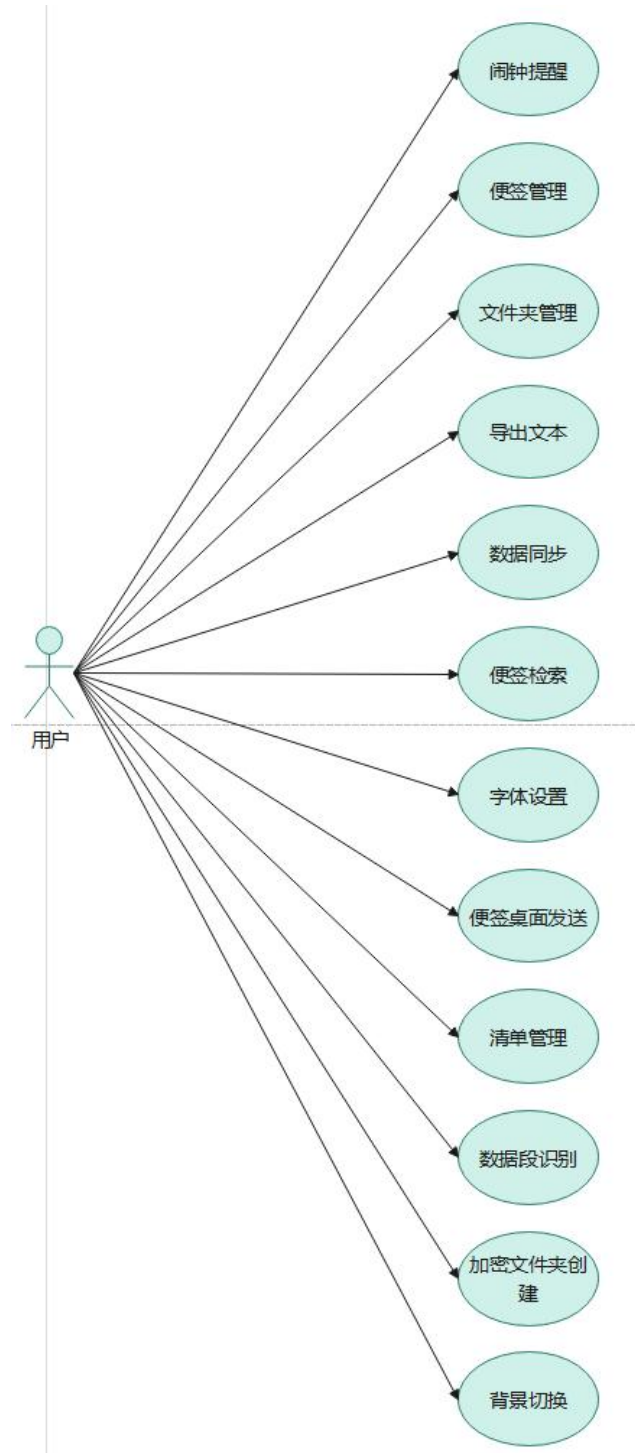 闹钟提醒
便签管理
文件夹管理
导出文本
数据同步
便签检索
用户
字体设置
便签桌面发送
清单管理
数据段识别
加密文件夹创
建
背景切换